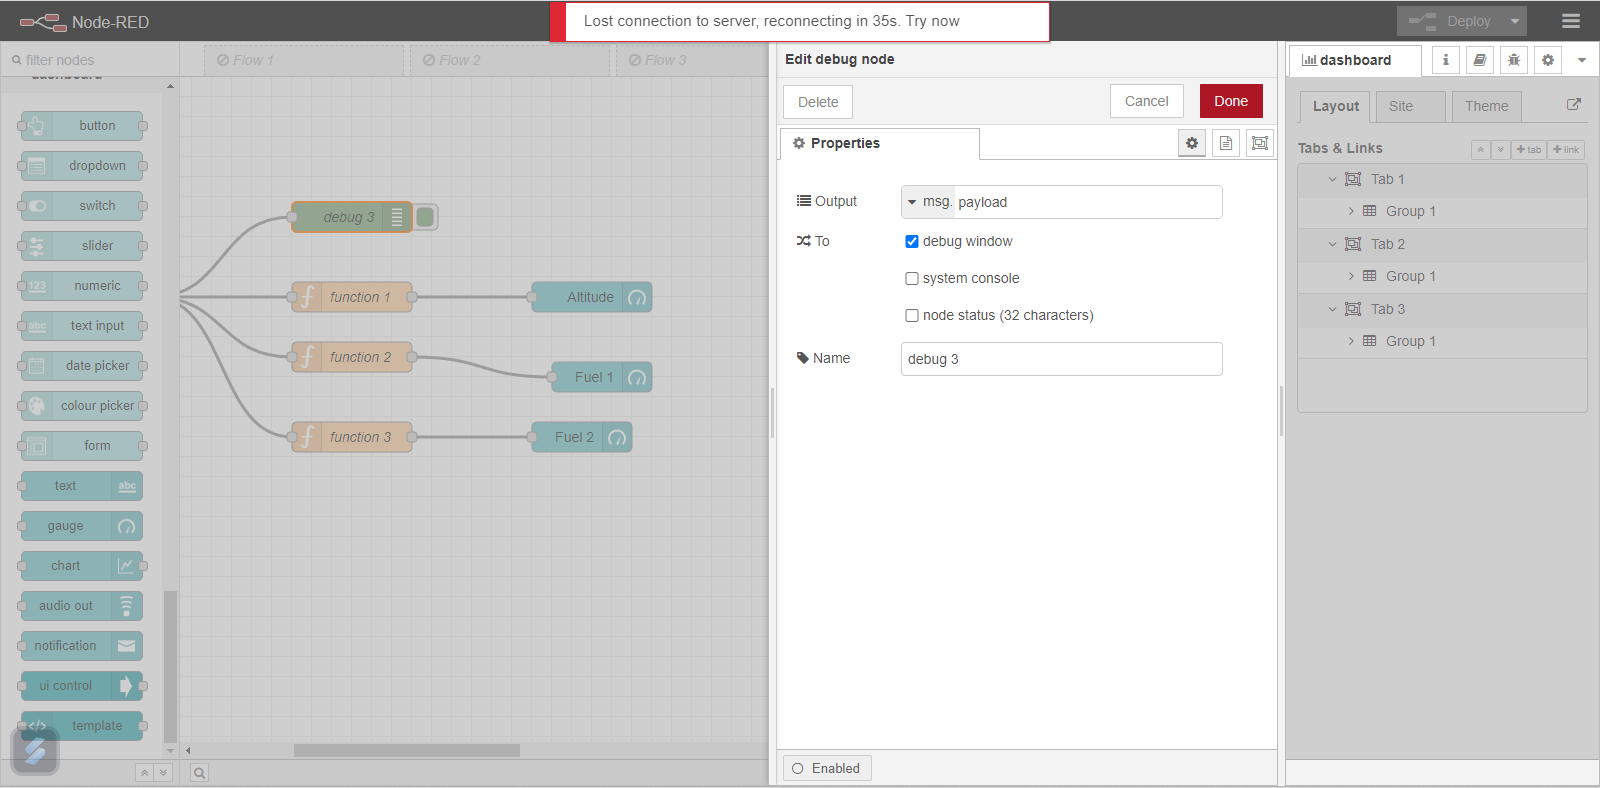 Node-RED
Lost connection to server, reconnecting in 35s. Try now
Deploy
filter nodes
dashboard
button
dropdown
switch
slider
123
numeric
abc
text input
date picker
colour picker
form
text
abc
gauge
chart
audio out
notification
ui control
</>
template
Flow 1
Flow 2
Flow 3
debug 3
f
function 1
Altitude
f
function 2
Fuel 1
f
function 3
Fuel 2
Edit debug node
Delete
Cancel
Done
Properties
Output
msg. payload
To
debug window
system console
node status (32 characters)
Name
debug 3
Enabled
dashboard
i
Layout
Site
Theme
Tabs & Links
+ tab
+ link
Tab 1
Group 1
Tab 2
Group 1
Tab 3
Group 1